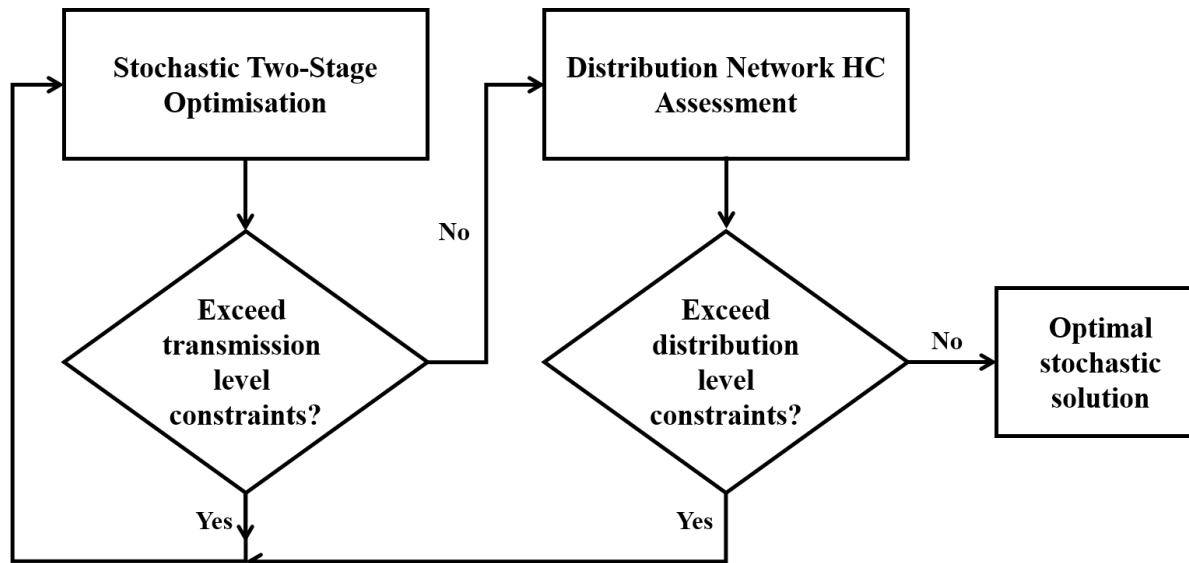 Stochastic Two-Stage
Optimisation
Distribution Network HC
Assessment
No
Exceed
transmission
level
constraints?
Exceed
distribution
level
constraints?
No
Optimal
stochastic
solution
Yes
Yes